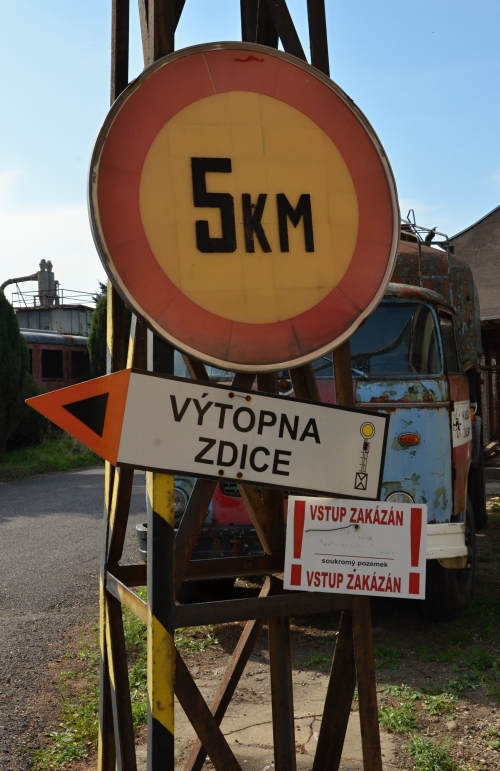 5KM
VÝTOPNA
ZDICE
VSTUP ZAKÁZÁN
soukromý pozemek
VSTUP ZAKÁZÁN